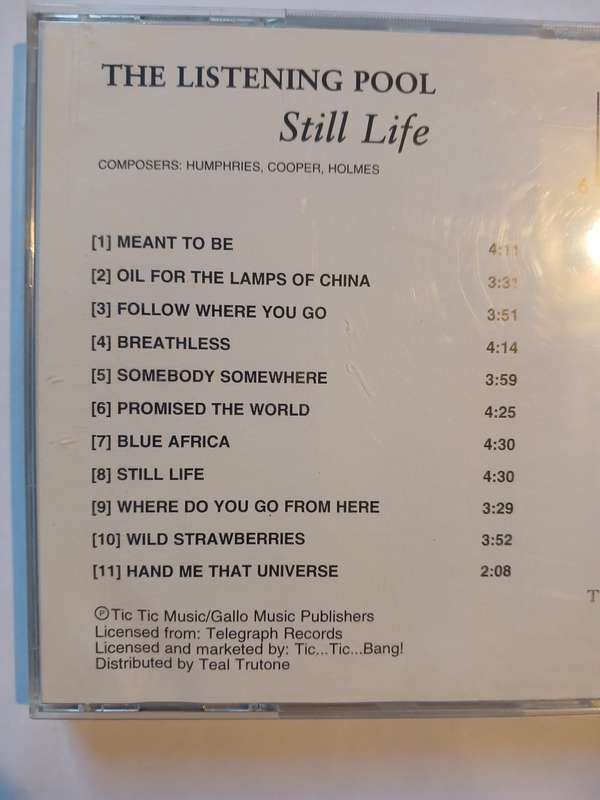 THE LISTENING POOL
Still Life
COMPOSERS: HUMPHRIES, COOPER, HOLMES
[1] MEANT TO BE 4:11
[2] OIL FOR THE LAMPS OF CHINA 3:31
[3] FOLLOW WHERE YOU GO 3:51
[4] BREATHLESS 4:14
[5] SOMEBODY SOMEWHERE 3:59
[6] PROMISED THE WORLD 4:25
[7] BLUE AFRICA 4:30
[8] STILL LIFE 4:30
[9] WHERE DO YOU GO FROM HERE 3:29
[10] WILD STRAWBERRIES 3:52
[11] HAND ME THAT UNIVERSE 2:08
℗Tic Tic Music/Gallo Music Publishers
Licensed from: Telegraph Records
Licensed and marketed by: Tic...Tic...Bang!
Distributed by Teal Trutone